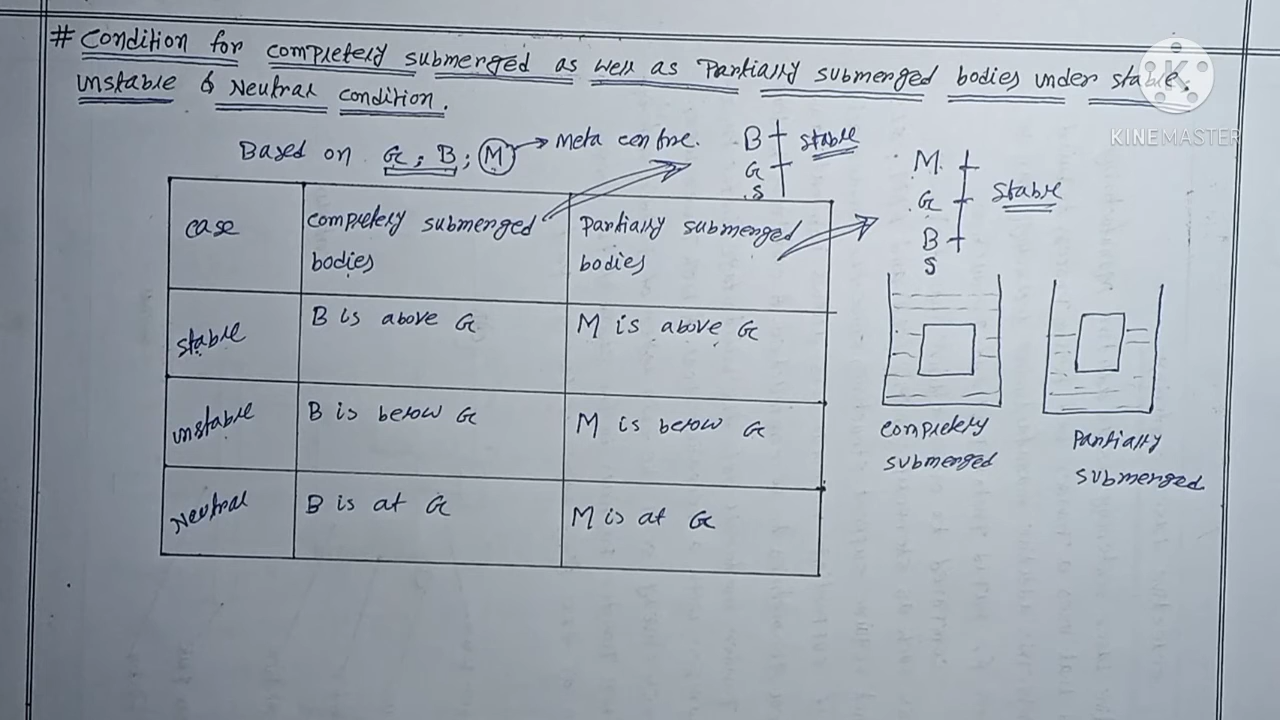 # Condition for completely submerged as well as Partially submerged bodies under stable,
unstable & Neutral condition.
Based on G, B, M → Meta centre.
B
G
S
stable
M
G
B
S
stable
case
completely submerged
bodies
Partially submerged
bodies
stable
B is above G
M is above G
unstable
B is below G
M is below G
Neutral
B is at G
M is at G
completely
submerged
Partially
submerged
K
KINEMASTER